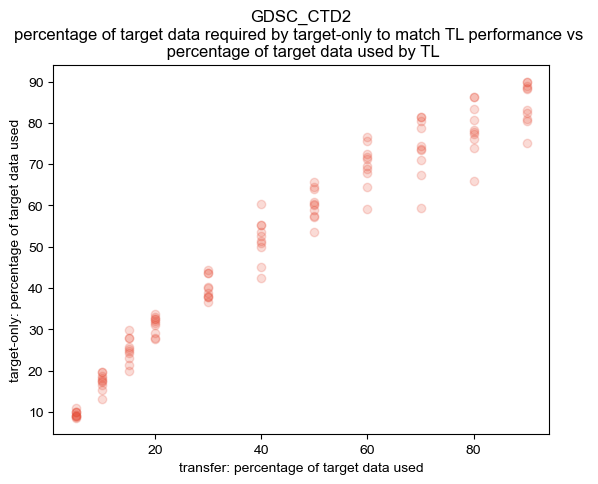 GDSC_CTD2
percentage of target data required by target-only to match TL performance vs
percentage of target data used by TL
90
80
70
60
50
40
30
20
10
target-only: percentage of target data used
20
40
60
80
transfer: percentage of target data used